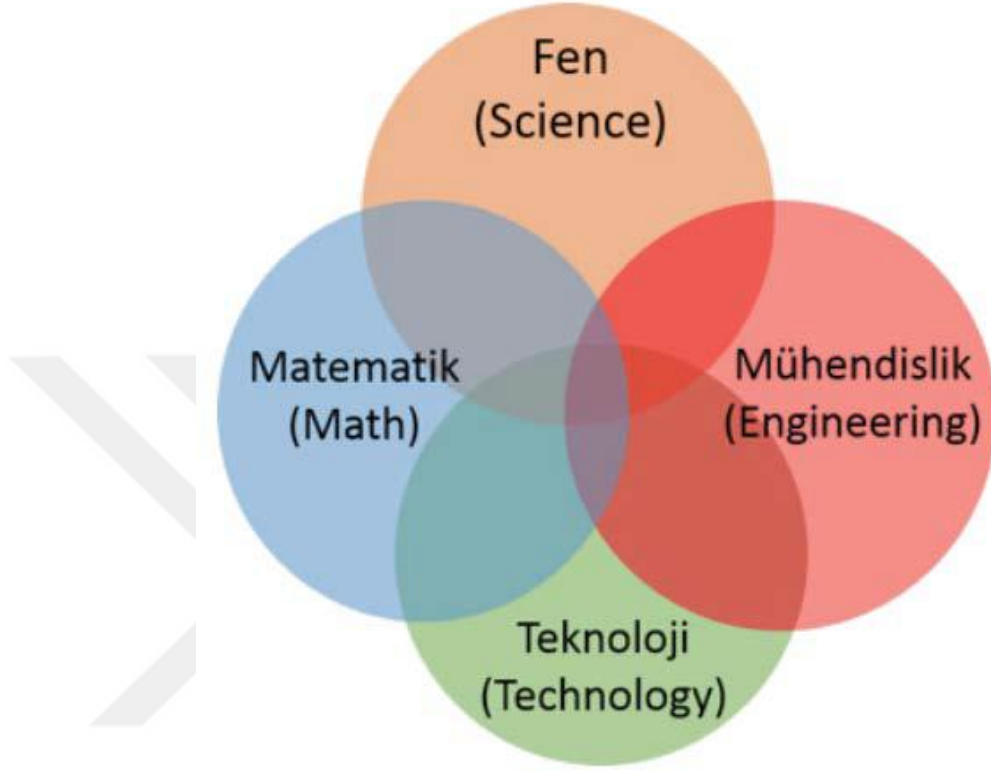 Fen
(Science)
Matematik
(Math)
Mühendislik
(Engineering)
Teknoloji
(Technology)